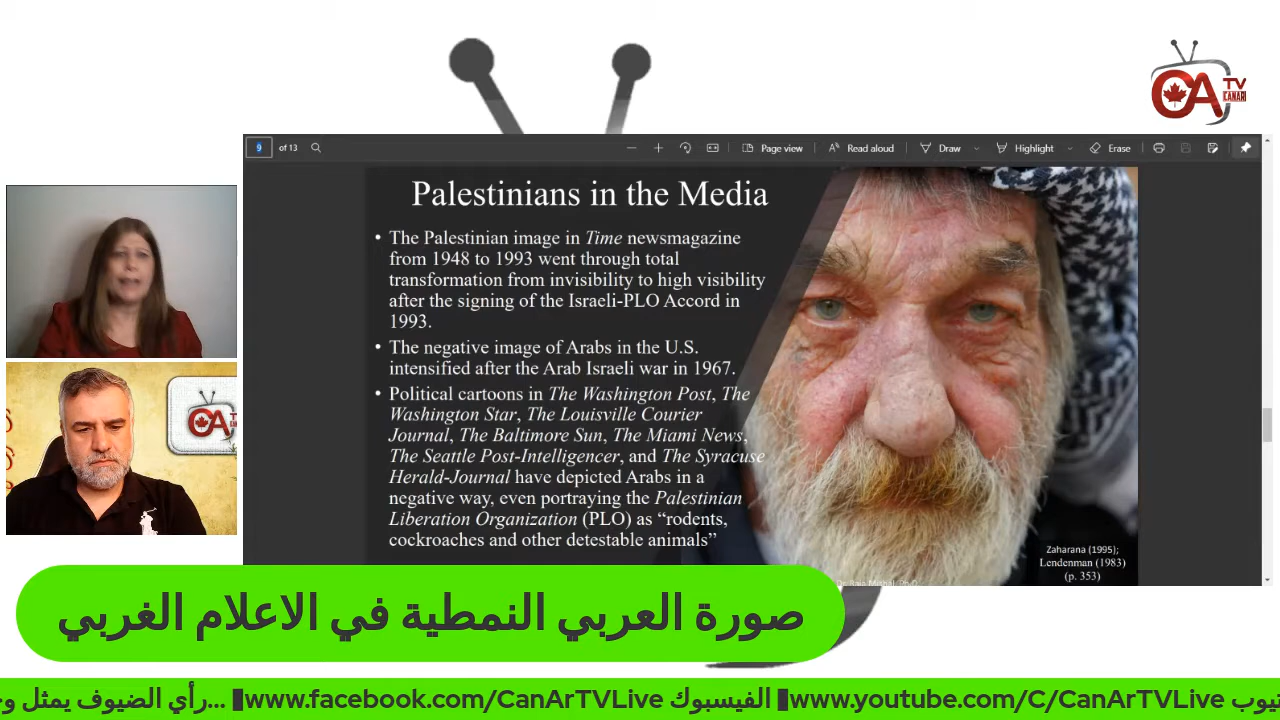 CA TV
CANARI
9 of 13 Page view Read aloud Draw Highlight Erase
Palestinians in the Media
• The Palestinian image in Time newsmagazine
from 1948 to 1993 went through total
transformation from invisibility to high visibility
after the signing of the Israeli-PLO Accord in
1993.
• The negative image of Arabs in the U.S.
intensified after the Arab Israeli war in 1967.
• Political cartoons in The Washington Post, The
Washington Star, The Louisville Courier
Journal, The Baltimore Sun, The Miami News,
The Seattle Post-Intelligencer, and The Syracuse
Herald-Journal have depicted Arabs in a
negative way, even portraying the Palestinian
Liberation Organization (PLO) as “rodents,
cockroaches and other detestable animals”
Zaharana (1995);
Lendenman (1983)
(p. 353)
CA
صورة العربي النمطية في الاعلام الغربي
www.youtube.com/C/CanArTVLive الفيسبوك www.facebook.com/CanArTVLive رأي الضيوف يمثل ...